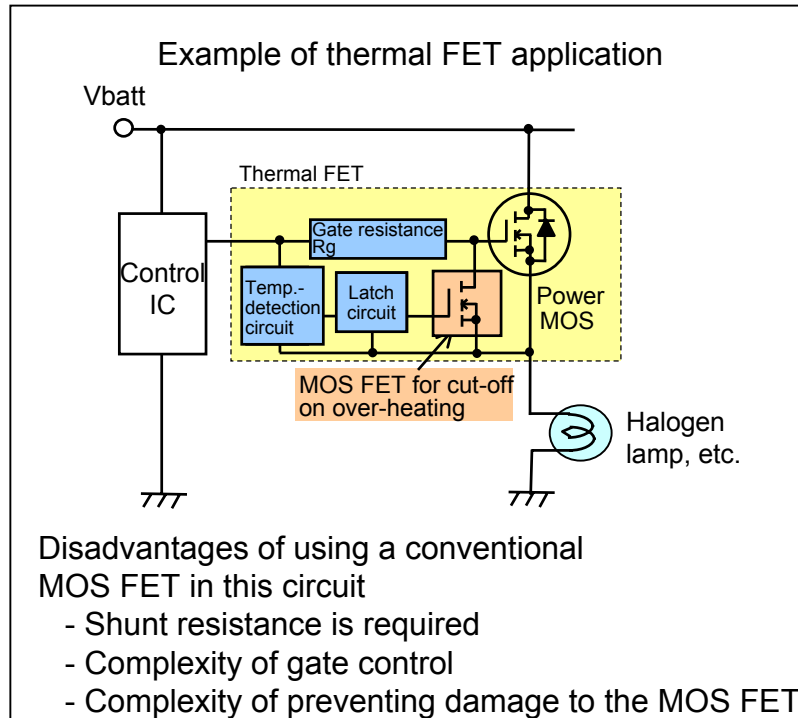 Example of thermal FET application
Vbatt
Thermal FET
Gate resistance
Rg
Control
IC
Temp.-
detection
circuit
Latch
circuit
Power
MOS
MOS FET for cut-off
on over-heating
Halogen
lamp, etc.
Disadvantages of using a conventional
MOS FET in this circuit
- Shunt resistance is required
- Complexity of gate control
- Complexity of preventing damage to the MOS FET